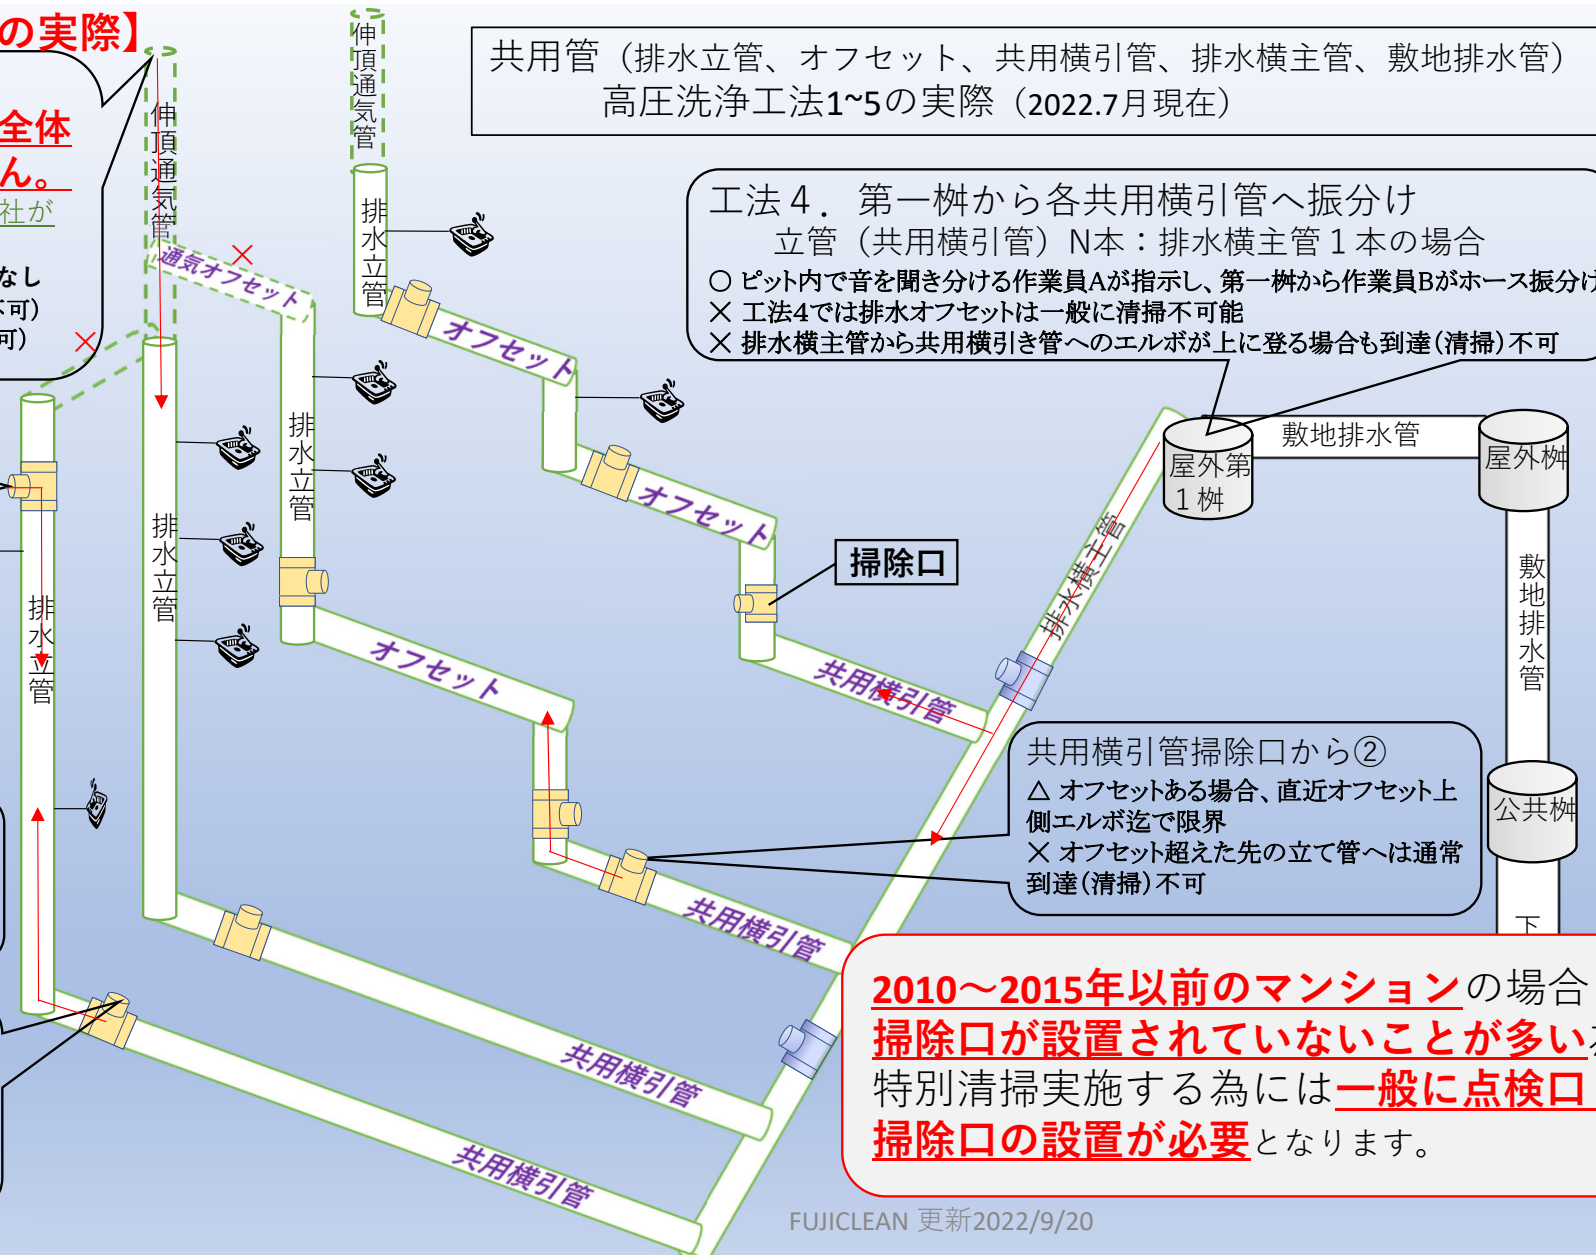 の実際】
全体
ん。
社が
なし
不可)
可)
共用管（排水立管、オフセット、共用横引管、排水横主管、敷地排水管）
高圧洗浄工法1~5の実際（2022.7月現在）
工法４．第一桝から各共用横引管へ振分け
立管（共用横引管）N本：排水横主管１本の場合
○ ピット内で音を聞き分ける作業員Aが指示し、第一桝から作業員Bがホース振分け
× 工法4では排水オフセットは一般に清掃不可能
× 排水横主管から共用横引き管へのエルボが上に登る場合も到達(清掃)不可
伸頂通気管
伸頂通気管
通気オフセット
排水立管
オフセット
オフセット
掃除口
共用横引管
排水立管
オフセット
共用横引管
排水立管
共用横引管
排水立管
共用横引管
排水横主管
屋外第
１桝
敷地排水管
屋外桝
敷地排水管
公共桝
下
共用横引管掃除口から②
△ オフセットある場合、直近オフセット上
側エルボ迄で限界
× オフセット超えた先の立て管へは通常
到達(清掃)不可
2010～2015年以前のマンションの場合
掃除口が設置されていないことが多い
特別清掃実施する為には一般に点検口
掃除口の設置が必要となります。
FUJICLEAN 更新2022/9/20